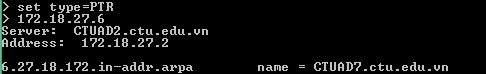 > set type=PTR
> 172.18.27.6
Server:  CTUAD2.ctu.edu.vn
Address:  172.18.27.2
6.27.18.172.in-addr.arpa        name = CTUAD7.ctu.edu.vn